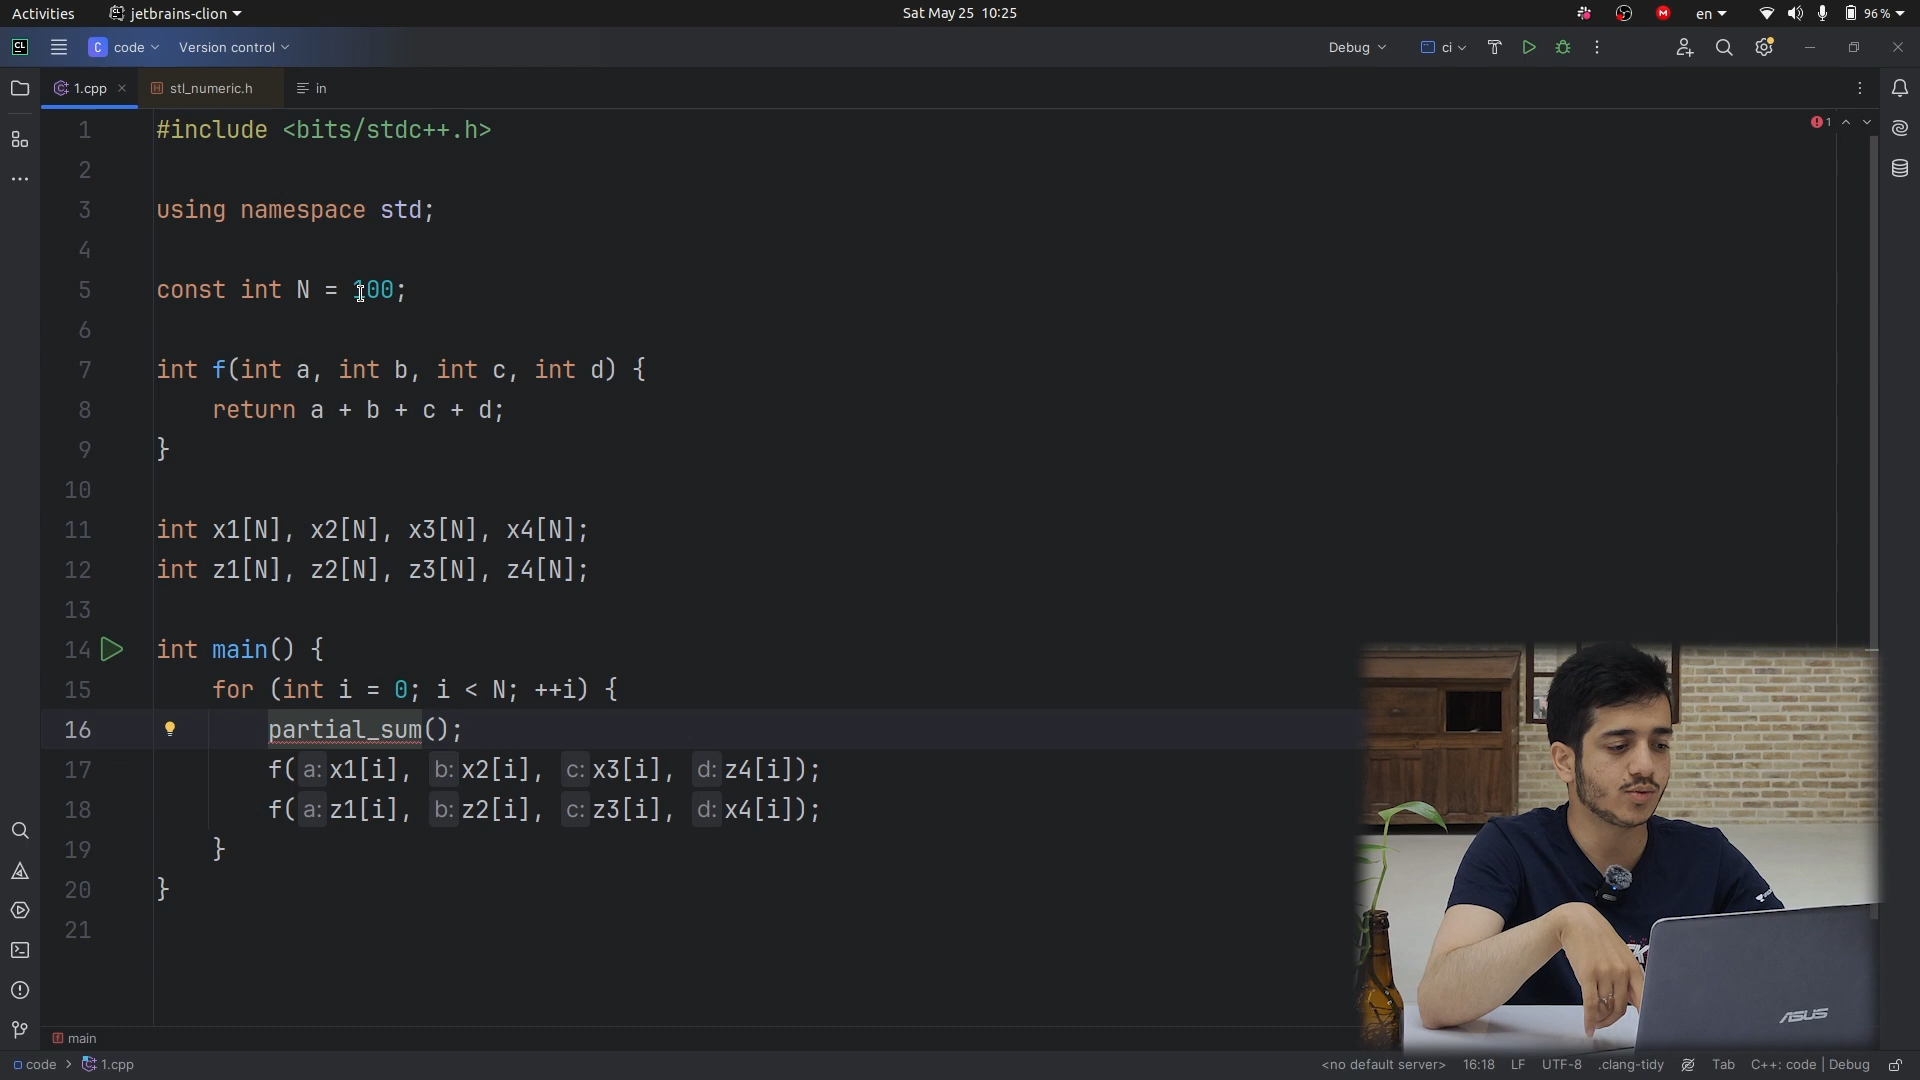 Activities jetbrains-clion Sat May 25 10:25 en 96 %
CL C code Version control Debug ci
1.cpp stl_numeric.h in
1 #include <bits/stdc++.h> 1
2
3 using namespace std;
4
5 const int N = 100;
6
7 int f(int a, int b, int c, int d) {
8 return a + b + c + d;
9 }
10
11 int x1[N], x2[N], x3[N], x4[N];
12 int z1[N], z2[N], z3[N], z4[N];
13
14 int main() {
15 for (int i = 0; i < N; ++i) {
16 partial_sum();
17 f( a: x1[i], b: x2[i], c: x3[i], d: z4[i]);
18 f( a: z1[i], b: z2[i], c: z3[i], d: x4[i]);
19 }
20 }
21
ASUS
f main
code > 1.cpp <no default server> 16:18 LF UTF-8 .clang-tidy Tab C++: code | Debug